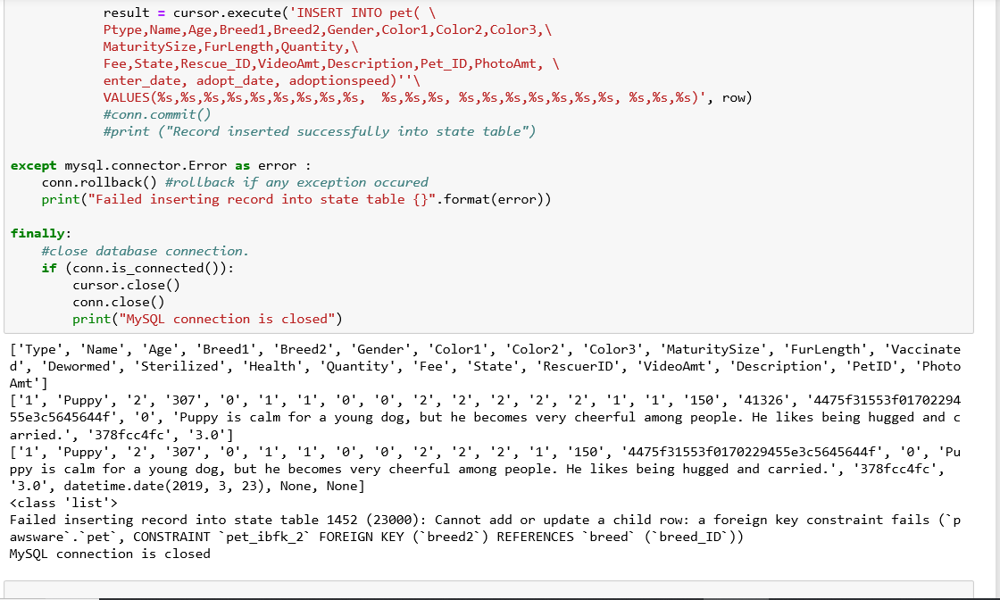 result = cursor.execute('INSERT INTO pet( \
Ptype,Name,Age,Breed1,Breed2,Gender,Color1,Color2,Color3,\
MaturitySize,FurLength,Quantity,\
Fee,State,Rescue_ID,VideoAmt,Description,Pet_ID,PhotoAmt, \
enter_date, adopt_date, adoptionspeed)''\
VALUES(%s,%s,%s,%s,%s,%s,%s,%s,%s,  %s,%s,%s, %s,%s,%s,%s,%s,%s,%s, %s,%s,%s)', row)
#conn.commit()
#print ("Record inserted successfully into state table")
except mysql.connector.Error as error :
conn.rollback() #rollback if any exception occured
print("Failed inserting record into state table {}".format(error))
finally:
#close database connection.
if (conn.is_connected()):
cursor.close()
conn.close()
print("MySQL connection is closed")
['Type', 'Name', 'Age', 'Breed1', 'Breed2', 'Gender', 'Color1', 'Color2', 'Color3', 'MaturitySize', 'FurLength', 'Vaccinate
d', 'Dewormed', 'Sterilized', 'Health', 'Quantity', 'Fee', 'State', 'RescuerID', 'VideoAmt', 'Description', 'PetID', 'Photo
Amt']
['1', 'Puppy', '2', '307', '0', '1', '1', '0', '0', '2', '2', '2', '2', '2', '1', '1', '150', '41326', '4475f31553f01702294
55e3c5645644f', '0', 'Puppy is calm for a young dog, but he becomes very cheerful among people. He likes being hugged and c
arried.', '378fcc4fc', '3.0']
['1', 'Puppy', '2', '307', '0', '1', '1', '0', '0', '2', '2', '2', '1', '150', '4475f31553f0170229455e3c5645644f', '0', 'Pu
ppy is calm for a young dog, but he becomes very cheerful among people. He likes being hugged and carried.', '378fcc4fc',
'3.0', datetime.date(2019, 3, 23), None, None]
<class 'list'>
Failed inserting record into state table 1452 (23000): Cannot add or update a child row: a foreign key constraint fails (`p
awsware`.`pet`, CONSTRAINT `pet_ibfk_2` FOREIGN KEY (`breed2`) REFERENCES `breed` (`breed_ID`))
MySQL connection is closed